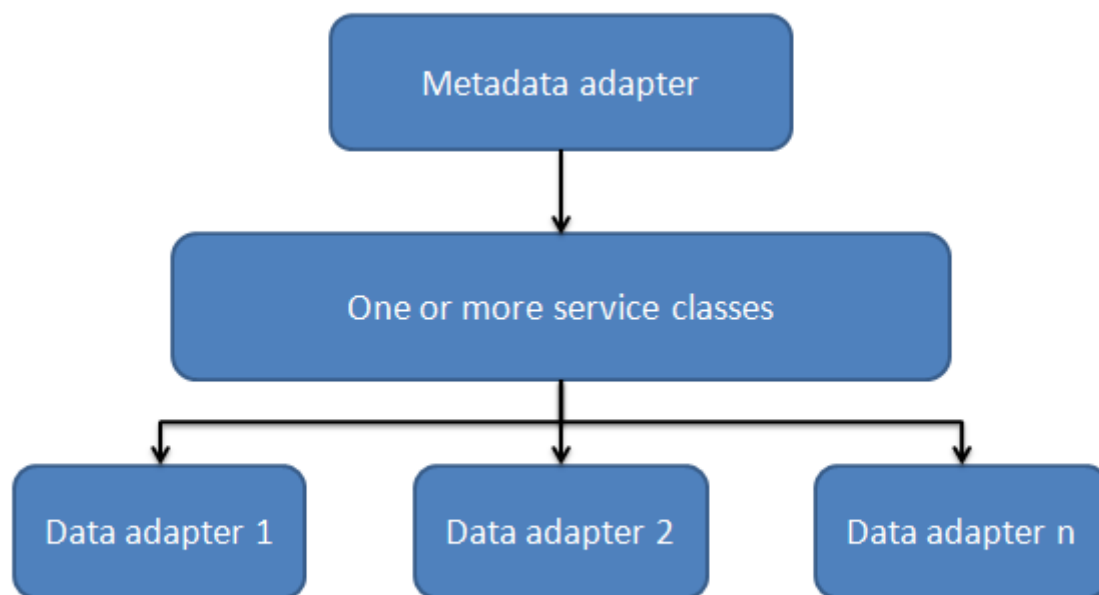 Metadata adapter
One or more service classes
Data adapter 1
Data adapter 2
Data adapter n